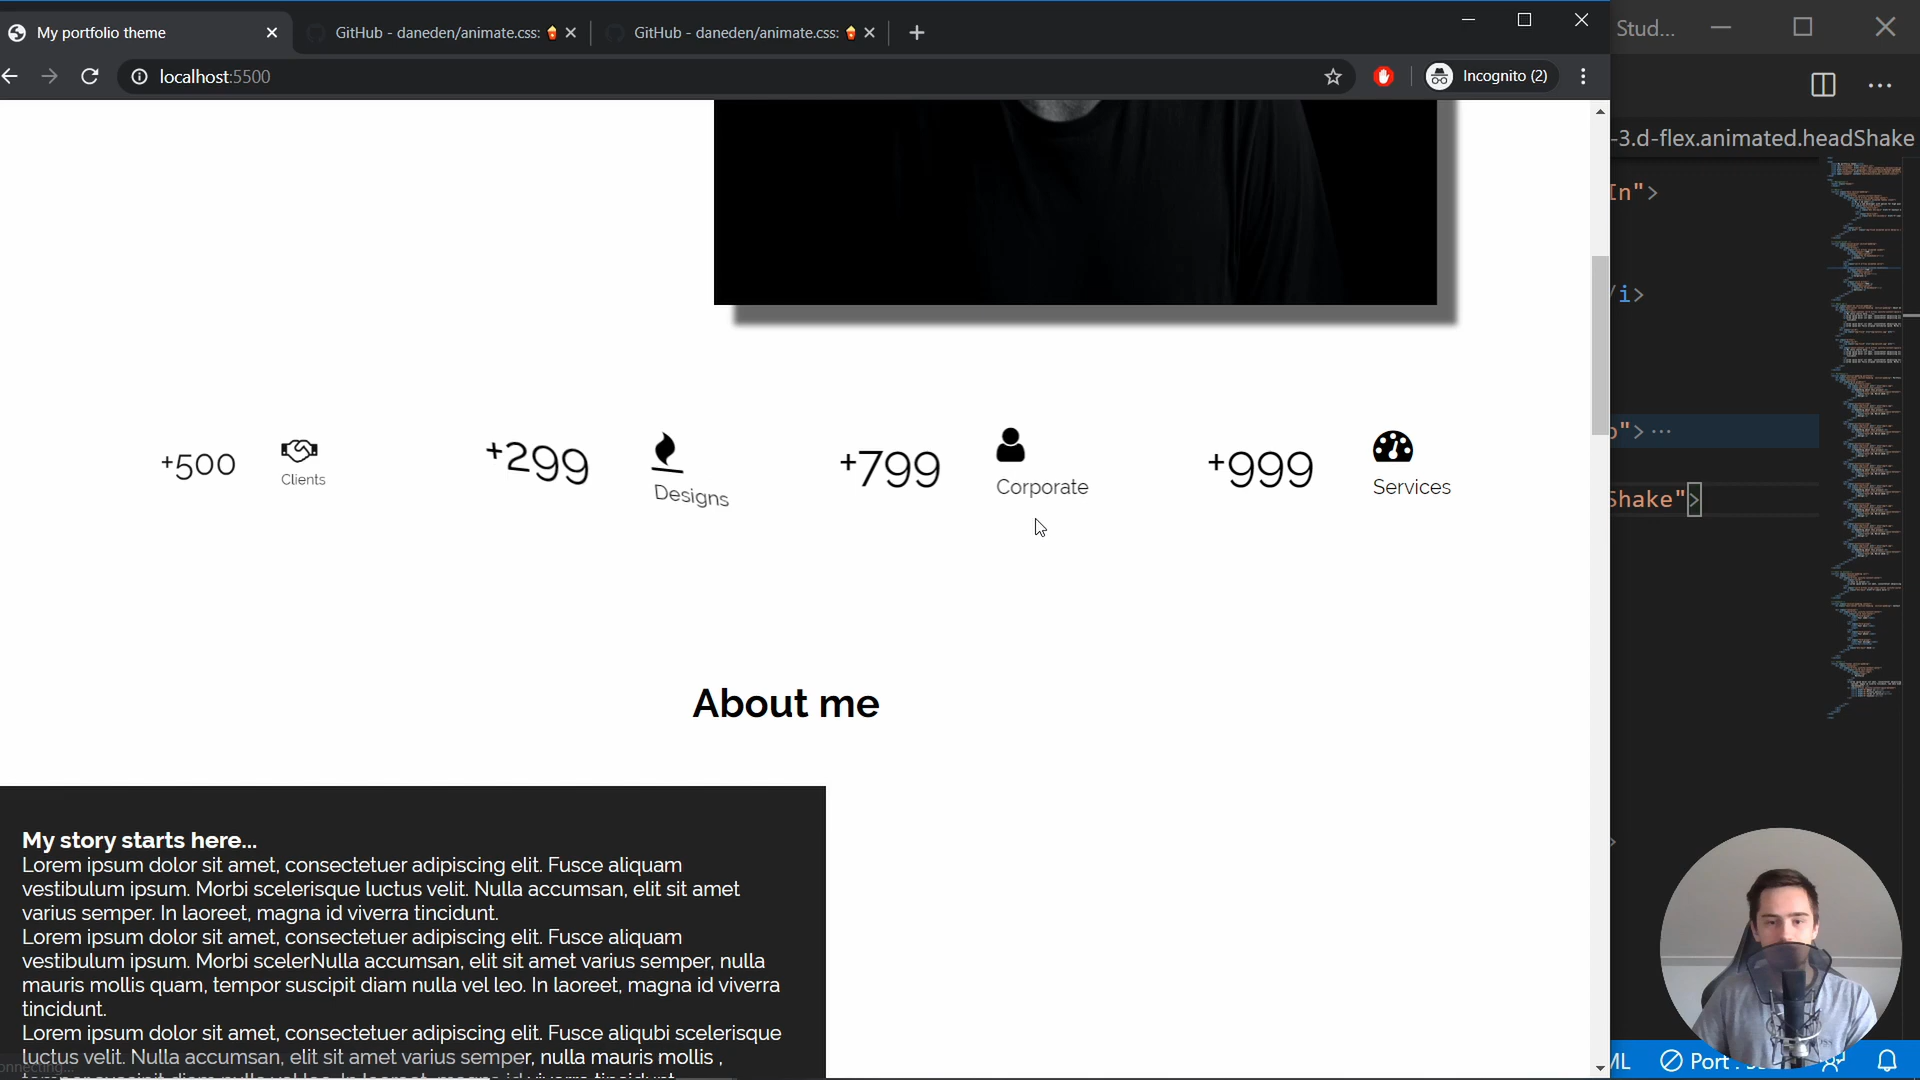 My portfolio theme
GitHub - daneden/animate.css:
GitHub - daneden/animate.css:
Stud...
localhost:5500
Incognito (2)
-3.d-flex.animated.headShake
In">
/i>
+500
Clients
+299
Designs
+799
Corporate
+999
Services
">...
Shake">
About me
>
My story starts here...
Lorem ipsum dolor sit amet, consectetuer adipiscing elit. Fusce aliquam
vestibulum ipsum. Morbi scelerisque luctus velit. Nulla accumsan, elit sit amet
varius semper. In laoreet, magna id viverra tincidunt.
Lorem ipsum dolor sit amet, consectetuer adipiscing elit. Fusce aliquam
vestibulum ipsum. Morbi scelerNulla accumsan, elit sit amet varius semper, nulla
mauris mollis quam, tempor suscipit diam nulla vel leo. In laoreet, magna id viverra
tincidunt.
Lorem ipsum dolor sit amet, consectetuer adipiscing elit. Fusce aliqubi scelerisque
luctus velit. Nulla accumsan, elit sit amet varius semper, nulla mauris mollis ,
onnecting...
ML
Port :